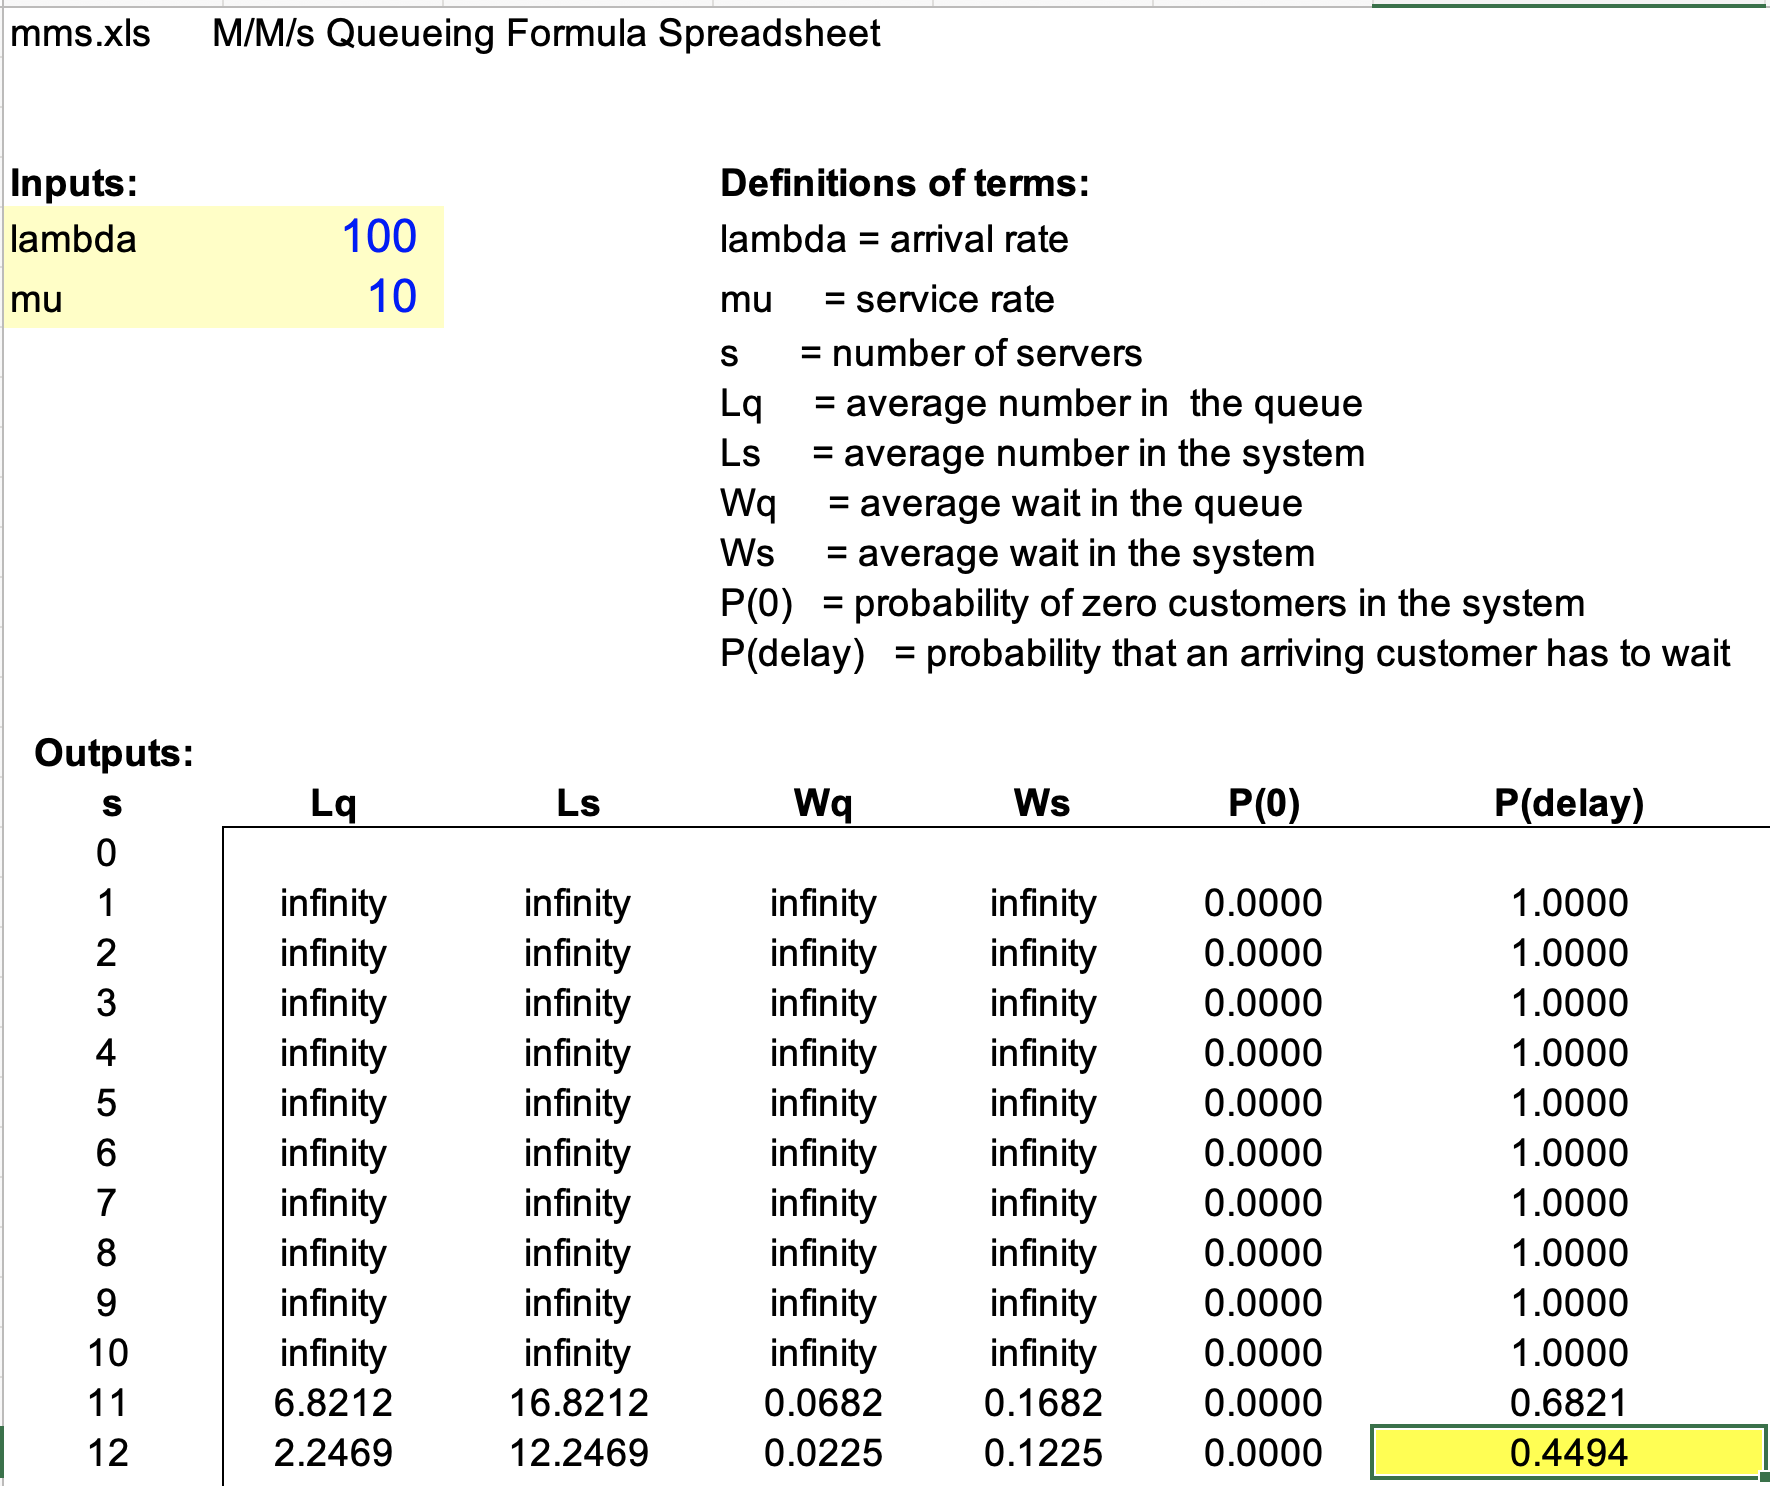 mms.xls M/M/s Queueing Formula Spreadsheet
Inputs: Definitions of terms:
lambda 100 lambda = arrival rate
mu 10 mu = service rate
s = number of servers
Lq = average number in the queue
Ls = average number in the system
Wq = average wait in the queue
Ws = average wait in the system
P(0) = probability of zero customers in the system
P(delay) = probability that an arriving customer has to wait
Outputs:
s Lq Ls Wq Ws P(0) P(delay)
0
1 infinity infinity infinity infinity 0.0000 1.0000
2 infinity infinity infinity infinity 0.0000 1.0000
3 infinity infinity infinity infinity 0.0000 1.0000
4 infinity infinity infinity infinity 0.0000 1.0000
5 infinity infinity infinity infinity 0.0000 1.0000
6 infinity infinity infinity infinity 0.0000 1.0000
7 infinity infinity infinity infinity 0.0000 1.0000
8 infinity infinity infinity infinity 0.0000 1.0000
9 infinity infinity infinity infinity 0.0000 1.0000
10 infinity infinity infinity infinity 0.0000 1.0000
11 6.8212 16.8212 0.0682 0.1682 0.0000 0.6821
12 2.2469 12.2469 0.0225 0.1225 0.0000 0.4494